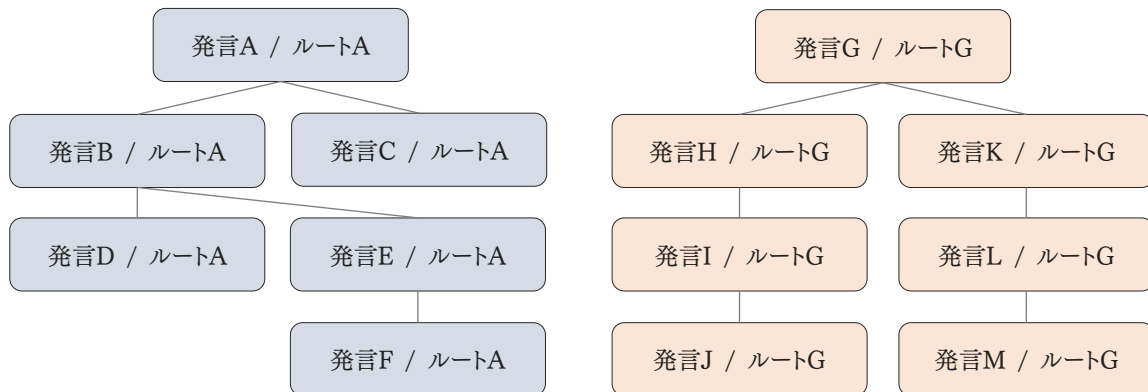 発言A / ルートA
発言G / ルートG
発言B / ルートA
発言C / ルートA
発言H / ルートG
発言K / ルートG
発言D / ルートA
発言E / ルートA
発言I / ルートG
発言L / ルートG
発言F / ルートA
発言J / ルートG
発言M / ルートG